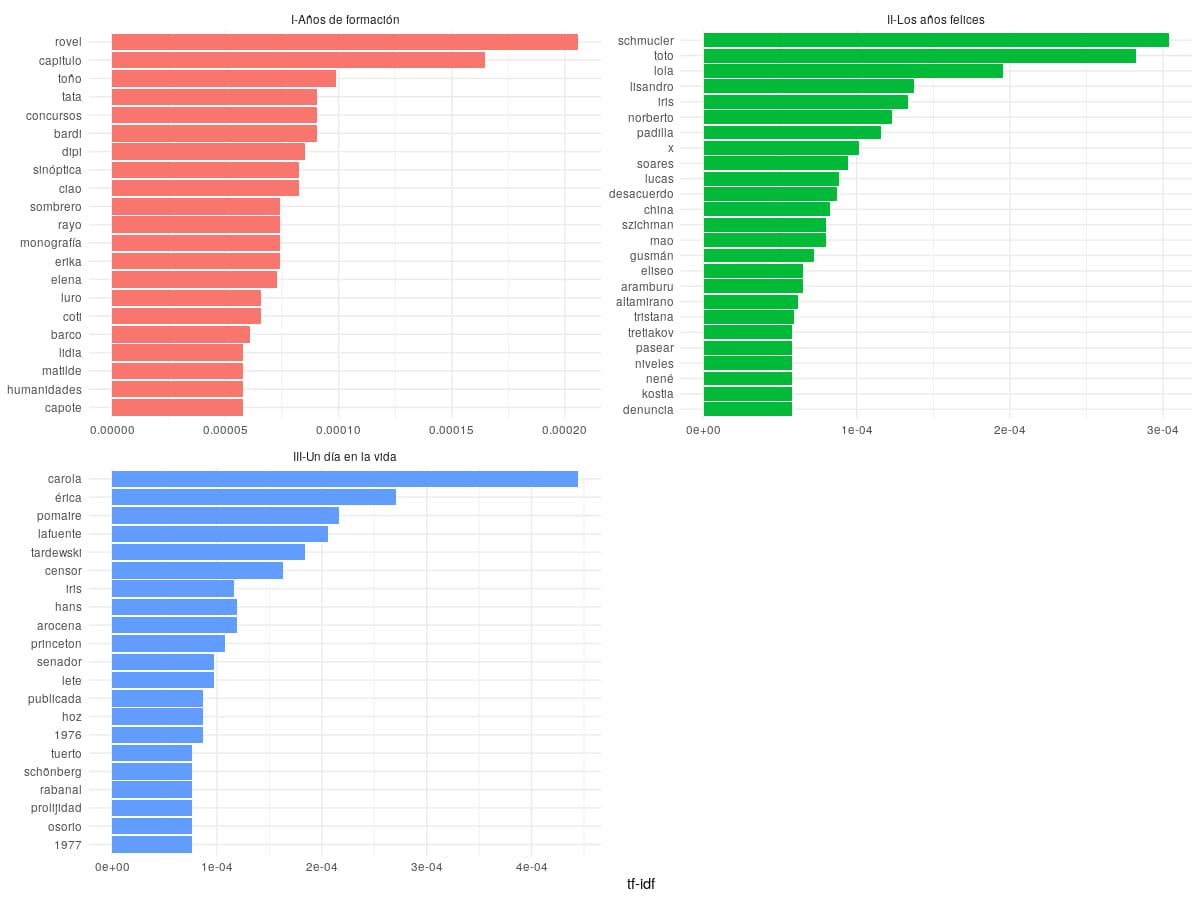 I-Años de formación
rovel
capítulo
toño
tata
concursos
bardi
dipi
sinóptica
ciao
sombrero
rayo
monografía
erika
elena
luro
coti
barco
lidia
matilde
humanidades
capote
0.00000 0.00005 0.00010 0.00015 0.00020
II-Los años felices
schmucler
toto
lola
lisandro
iris
norberto
padilla
x
soares
lucas
desacuerdo
china
szichman
mao
gusmán
eliseo
aramburu
altamirano
tristana
tretiakov
pasear
niveles
nené
kostia
denuncia
0e+00 1e-04 2e-04 3e-04
III-Un día en la vida
carola
érica
pomaire
lafuente
tardewski
censor
iris
hans
arocena
princeton
senador
lete
publicada
hoz
1976
tuerto
schönberg
rabanal
prolijidad
osorio
1977
0e+00 1e-04 2e-04 3e-04 4e-04
tf-idf